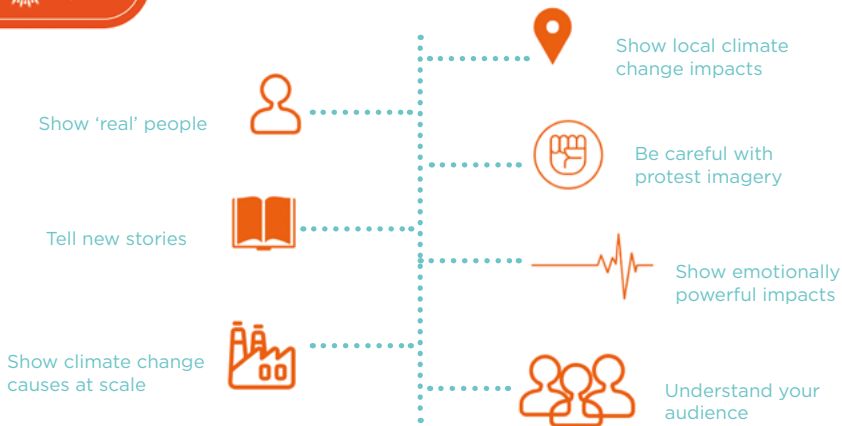 Show local climate
change impacts
Show ‘real’ people
Be careful with
protest imagery
Tell new stories
Show emotionally
powerful impacts
Show climate change
causes at scale
Understand your
audience